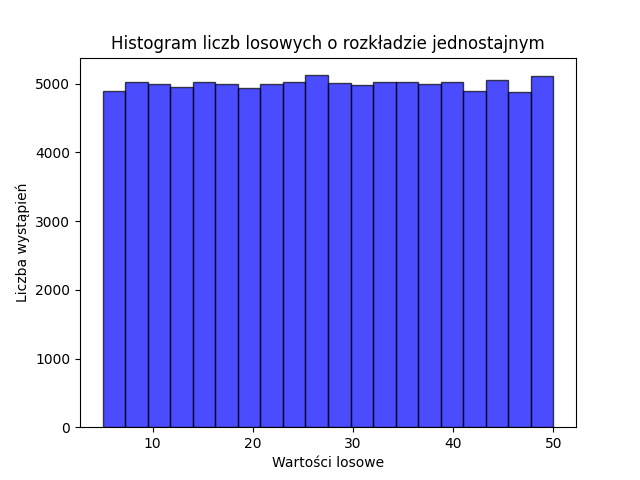 Histogram liczb losowych o rozkładzie jednostajnym
Liczba wystąpień
5000
4000
3000
2000
1000
0
10 20 30 40 50
Wartości losowe